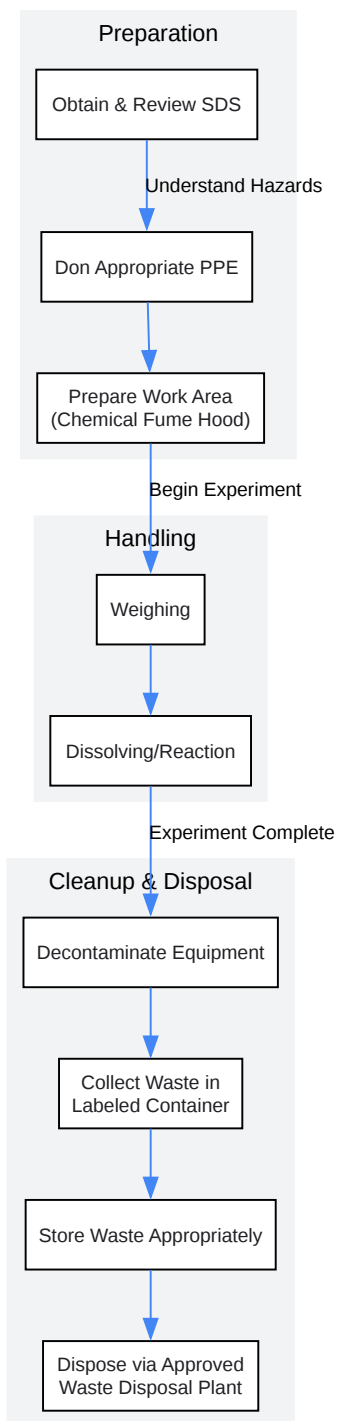 Preparation
Obtain & Review SDS
Understand Hazards
Don Appropriate PPE
Prepare Work Area
(Chemical Fume Hood)
Begin Experiment
Handling
Weighing
Dissolving/Reaction
Experiment Complete
Cleanup & Disposal
Decontaminate Equipment
Collect Waste in
Labeled Container
Store Waste Appropriately
Dispose via Approved
Waste Disposal Plant